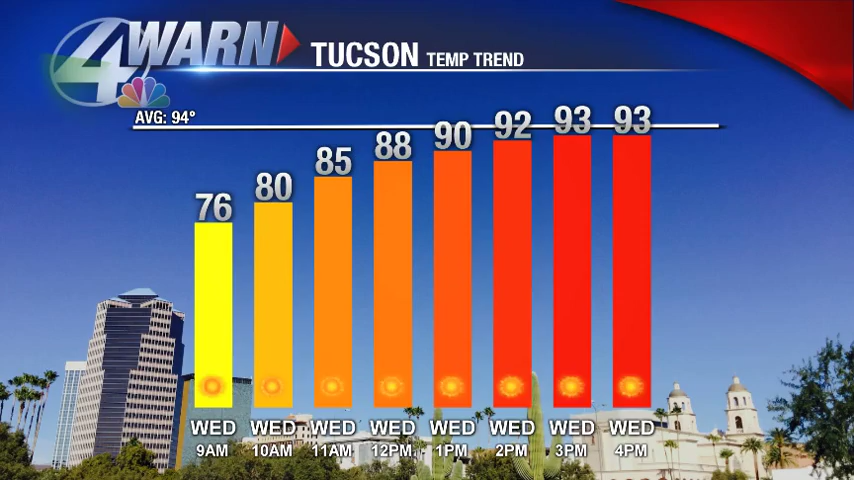 4WARN
TUCSON TEMP TREND
AVG: 94°
76 80 85 88 90 92 93 93
WED WED WED WED WED WED WED WED
9AM 10AM 11AM 12PM 1PM 2PM 3PM 4PM